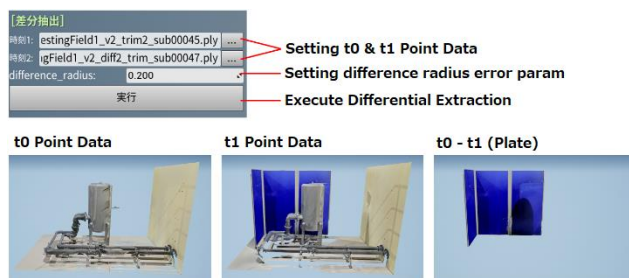 [差分抽出]
時刻1: estingField1_v2_trim2_sub00045.ply ...
時刻2: ıgField1_v2_diff2_trim_sub00047.ply ...
difference_radius: 0.200
実行
Setting t0 & t1 Point Data
Setting difference radius error param
Execute Differential Extraction
t0 Point Data
t1 Point Data
t0 - t1 (Plate)